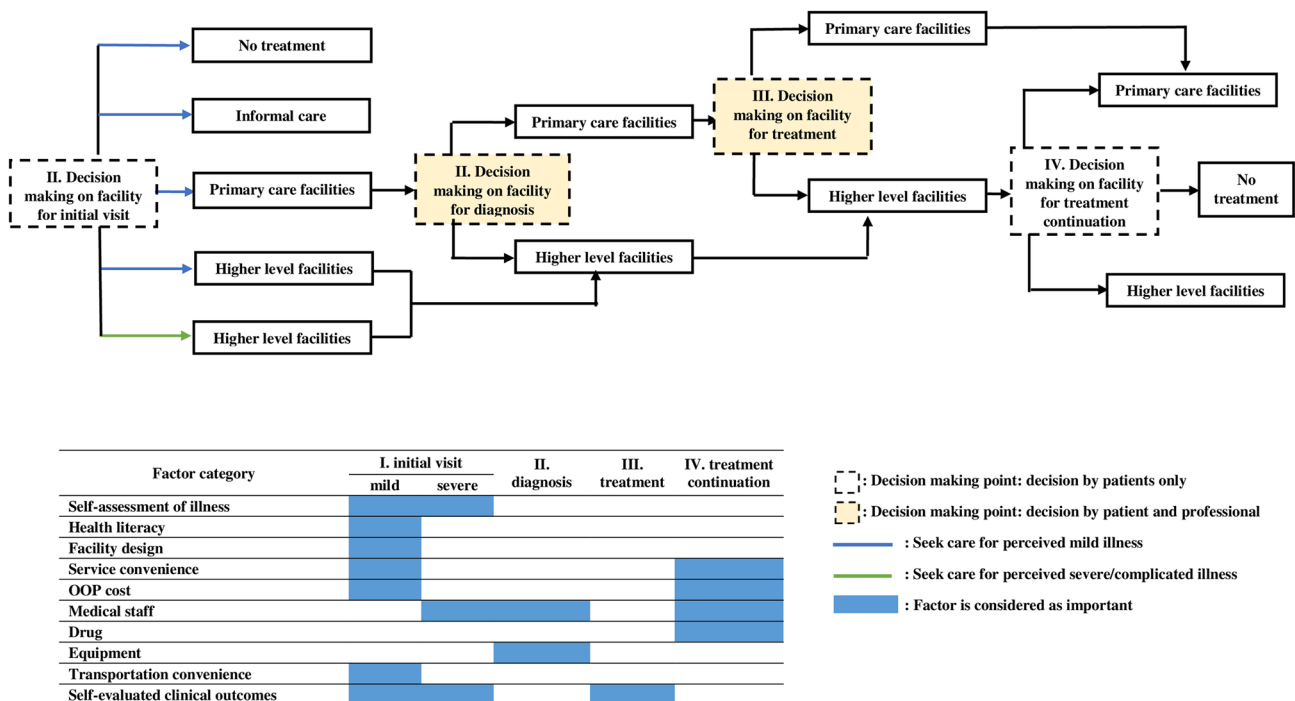 No treatment
Informal care
II. Decision
making on facility
for initial visit
Primary care facilities
Higher level facilities
Higher level facilities
II. Decision
making on facility
for diagnosis
Primary care facilities
Higher level facilities
III. Decision
making on facility
for treatment
Primary care facilities
Higher level facilities
IV. Decision
making on facility
for treatment
continuation
Primary care facilities
No
treatment
Higher level facilities
Factor category
I. initial visit
mild
severe
II.
diagnosis
III.
treatment
IV. treatment
continuation
Self-assessment of illness
Health literacy
Facility design
Service convenience
OOP cost
Medical staff
Drug
Equipment
Transportation convenience
Self-evaluated clinical outcomes
: Decision making point: decision by patients only
: Decision making point: decision by patient and professional
: Seek care for perceived mild illness
: Seek care for perceived severe/complicated illness
: Factor is considered as important